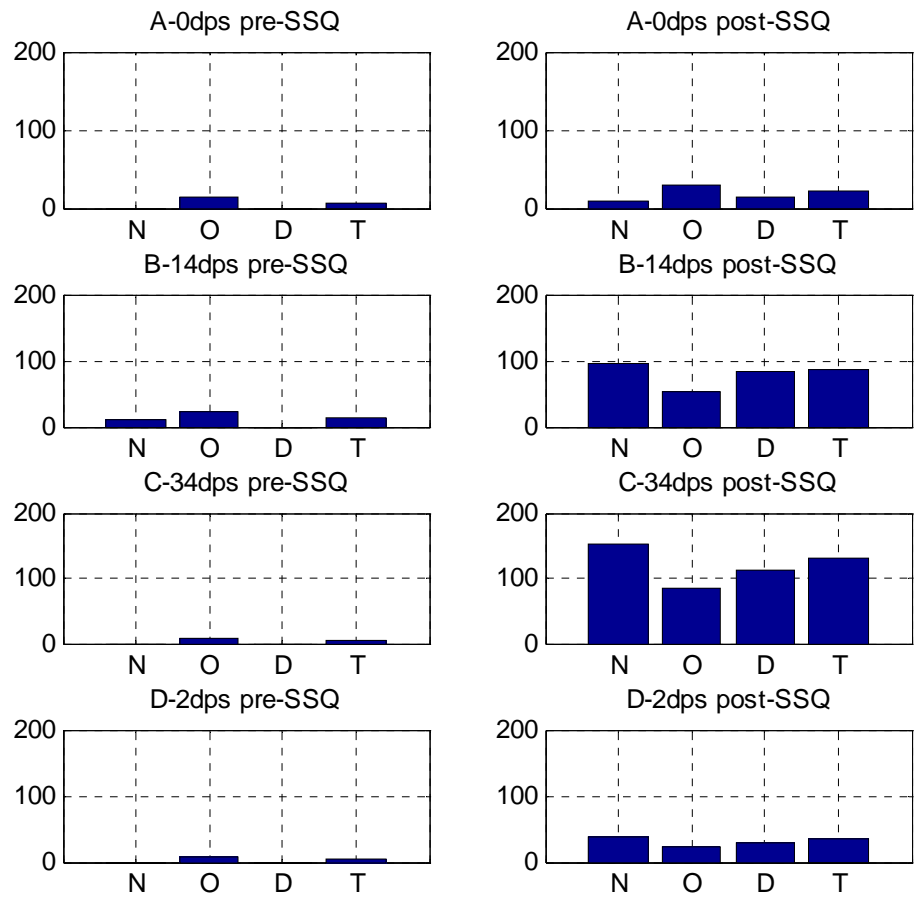 A-0dps pre-SSQ
200
100
0
N O D T
A-0dps post-SSQ
200
100
0
N O D T
B-14dps pre-SSQ
200
100
0
N O D T
B-14dps post-SSQ
200
100
0
N O D T
C-34dps pre-SSQ
200
100
0
N O D T
C-34dps post-SSQ
200
100
0
N O D T
D-2dps pre-SSQ
200
100
0
N O D T
D-2dps post-SSQ
200
100
0
N O D T